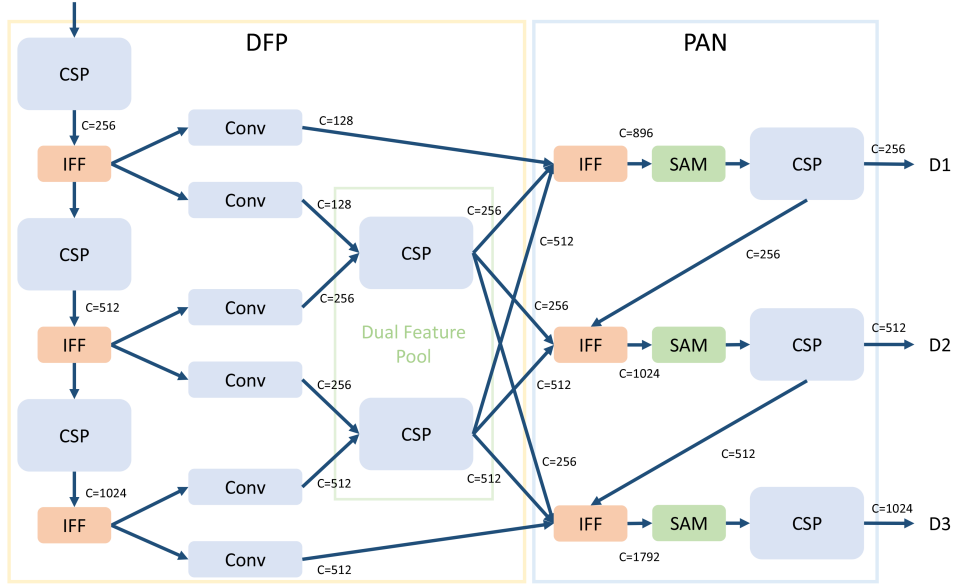 DFP
PAN
CSP
C=256
IFF
Conv
C=128
Conv
C=128
CSP
C=512
IFF
Conv
C=256
Conv
C=256
CSP
C=1024
IFF
Conv
C=512
Conv
C=512
CSP
Dual Feature
Pool
CSP
C=256
C=512
C=256
C=512
C=256
C=512
IFF
C=896
SAM
CSP
C=256
D1
C=256
IFF
C=1024
SAM
CSP
C=512
D2
C=512
IFF
C=1792
SAM
CSP
C=1024
D3